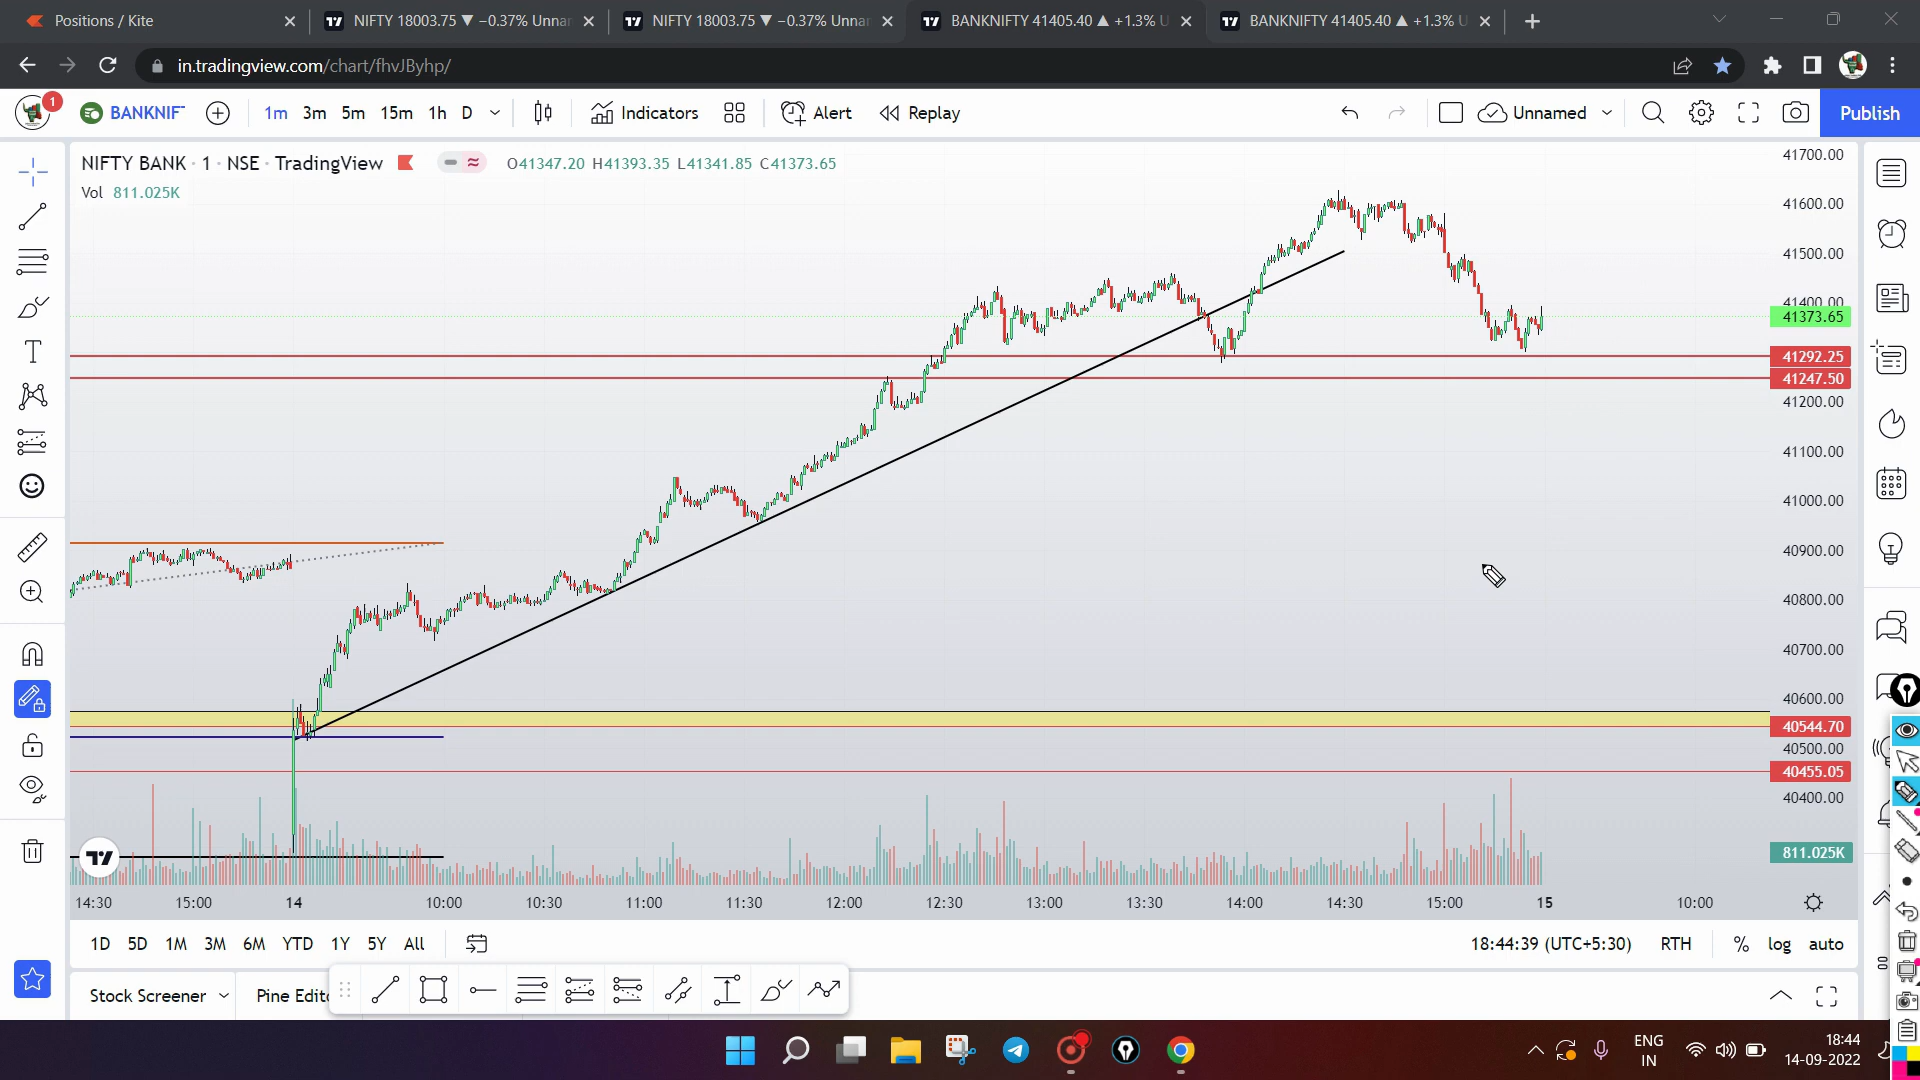 Positions / Kite
NIFTY 18003.75 ▼ −0.37% Unnar
NIFTY 18003.75 ▼ −0.37% Unnar
BANKNIFTY 41405.40 ▲ +1.3% U
BANKNIFTY 41405.40 ▲ +1.3% U
in.tradingview.com/chart/fhvJByhp/
1
BANKNIF
1m 3m 5m 15m 1h D
Indicators
Alert
Replay
Unnamed
Publish
NIFTY BANK · 1 · NSE · TradingView
O41347.20 H41393.35 L41341.85 C41373.65
Vol 811.025K
41700.00
41600.00
41500.00
41400.00
41373.65
41292.25
41247.50
41200.00
41100.00
41000.00
40900.00
40800.00
40700.00
40600.00
40544.70
40500.00
40455.05
40400.00
811.025K
14:30 15:00 14 10:00 10:30 11:00 11:30 12:00 12:30 13:00 13:30 14:00 14:30 15:00 15 10:00
1D 5D 1M 3M 6M YTD 1Y 5Y All
18:44:39 (UTC+5:30) RTH % log auto
Stock Screener
Pine Edit
ENG
IN
18:44
14-09-2022